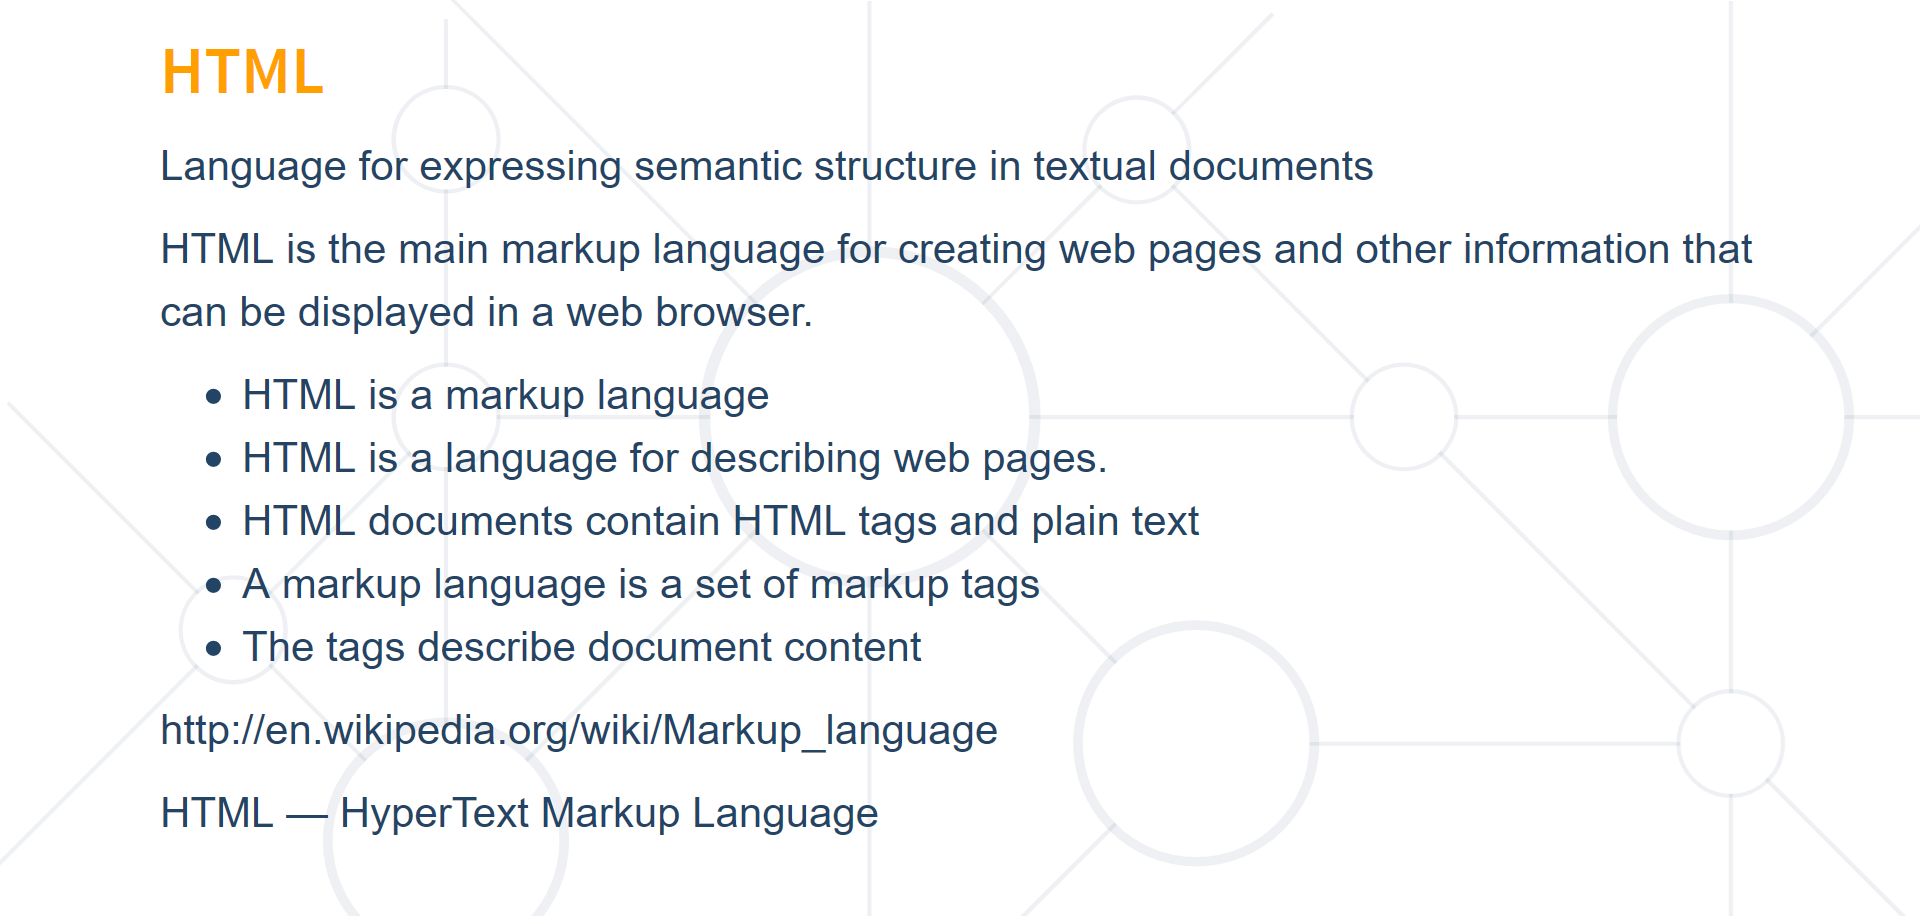 HTML
Language for expressing semantic structure in textual documents
HTML is the main markup language for creating web pages and other information that
can be displayed in a web browser.
• HTML is a markup language
• HTML is a language for describing web pages.
• HTML documents contain HTML tags and plain text
• A markup language is a set of markup tags
• The tags describe document content
http://en.wikipedia.org/wiki/Markup_language
HTML — HyperText Markup Language